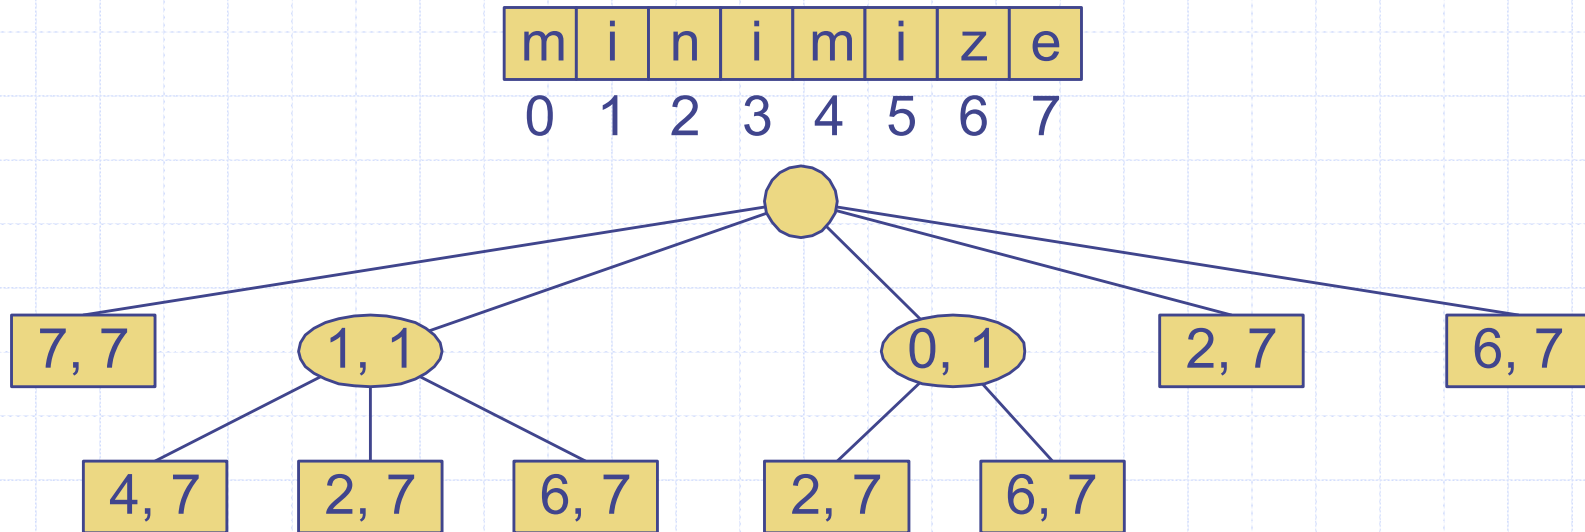 m i n i m i z e
0 1 2 3 4 5 6 7
7, 7 1, 1 0, 1 2, 7 6, 7
4, 7 2, 7 6, 7 2, 7 6, 7